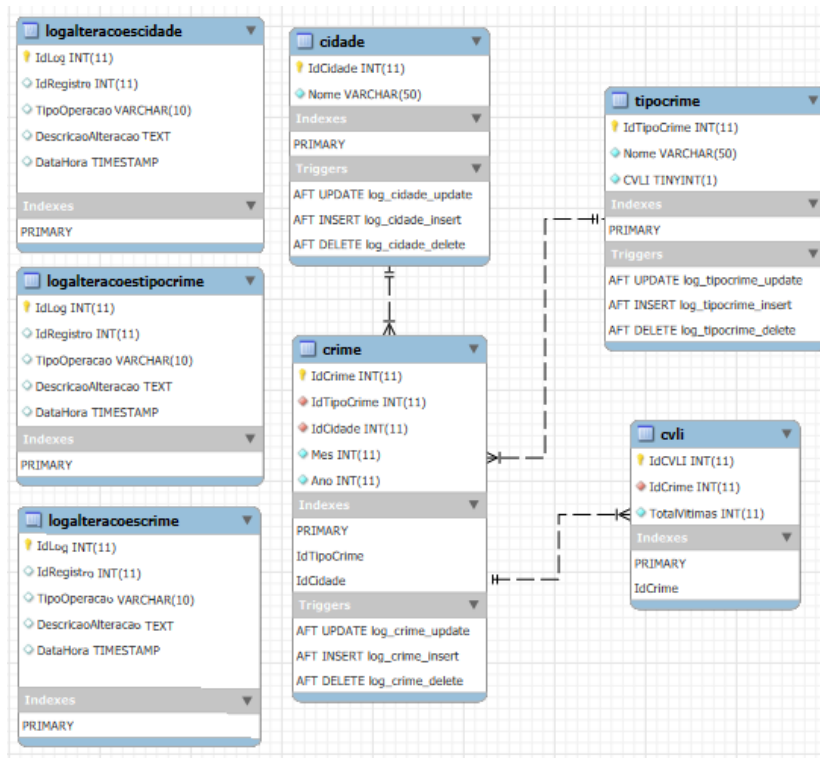 logalteracoescidade
IdLog INT(11)
IdRegistro INT(11)
TipoOperacao VARCHAR(10)
DescricaoAlteracao TEXT
DataHora TIMESTAMP
Indexes
PRIMARY
logalteracoestipocrime
IdLog INT(11)
IdRegistro INT(11)
TipoOperacao VARCHAR(10)
DescricaoAlteracao TEXT
DataHora TIMESTAMP
Indexes
PRIMARY
logalteracoescrime
IdLog INT(11)
IdRegistro INT(11)
TipoOperacao VARCHAR(10)
DescricaoAlteracao TEXT
DataHora TIMESTAMP
Indexes
PRIMARY
cidade
IdCidade INT(11)
Nome VARCHAR(50)
Indexes
PRIMARY
Triggers
AFT UPDATE log_cidade_update
AFT INSERT log_cidade_insert
AFT DELETE log_cidade_delete
crime
IdCrime INT(11)
IdTipoCrime INT(11)
IdCidade INT(11)
Mes INT(11)
Ano INT(11)
Indexes
PRIMARY
IdTipoCrime
IdCidade
Triggers
AFT UPDATE log_crime_update
AFT INSERT log_crime_insert
AFT DELETE log_crime_delete
tipocrime
IdTipoCrime INT(11)
Nome VARCHAR(50)
CVLI TINYINT(1)
Indexes
PRIMARY
Triggers
AFT UPDATE log_tipocrime_update
AFT INSERT log_tipocrime_insert
AFT DELETE log_tipocrime_delete
cvli
IdCVLI INT(11)
IdCrime INT(11)
TotalVitimas INT(11)
Indexes
PRIMARY
IdCrime